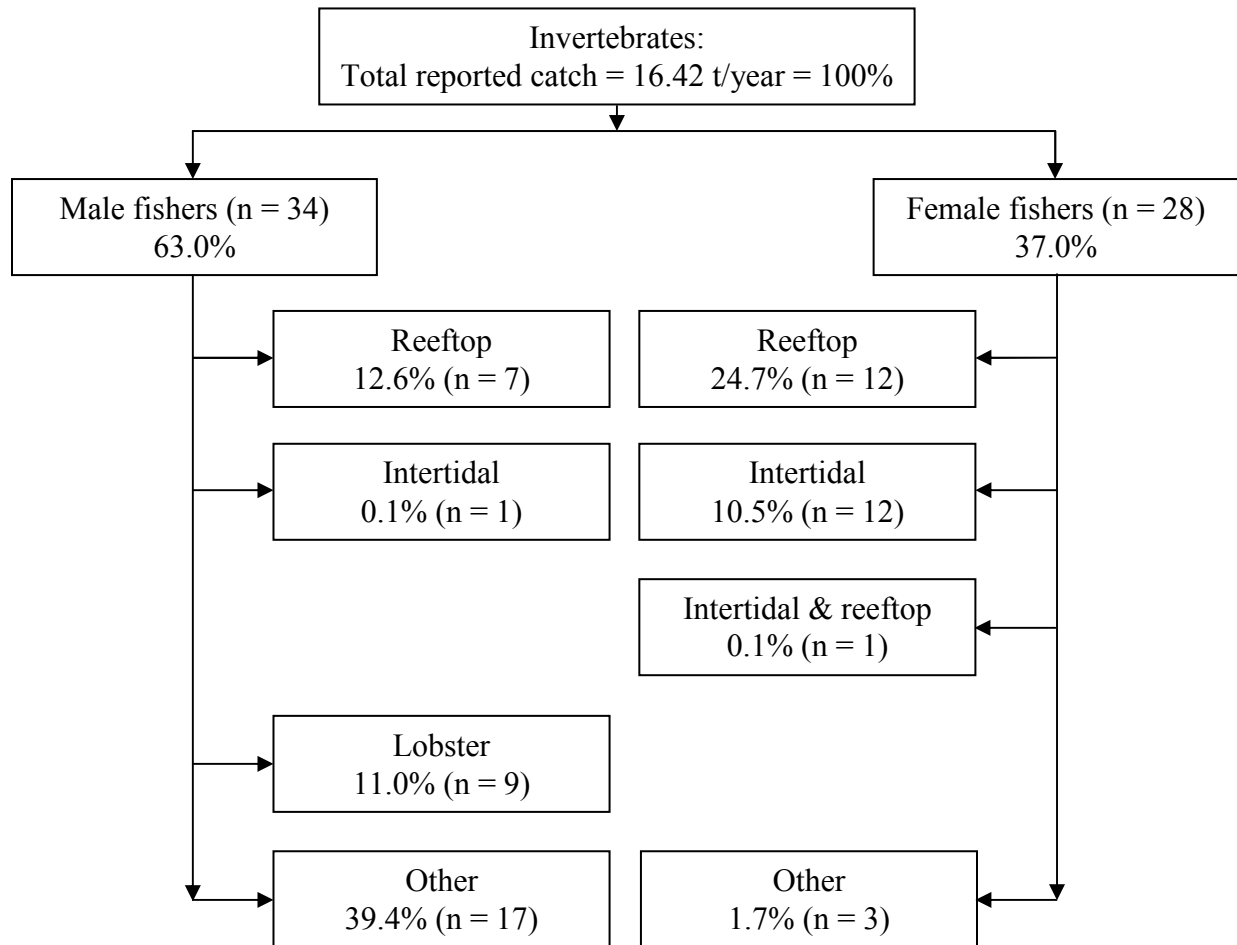 Invertebrates:
Total reported catch = 16.42 t/year = 100%
Male fishers (n = 34)
63.0%
Female fishers (n = 28)
37.0%
Reeftop
12.6% (n = 7)
Reeftop
24.7% (n = 12)
Intertidal
0.1% (n = 1)
Intertidal
10.5% (n = 12)
Intertidal & reeftop
0.1% (n = 1)
Lobster
11.0% (n = 9)
Other
39.4% (n = 17)
Other
1.7% (n = 3)